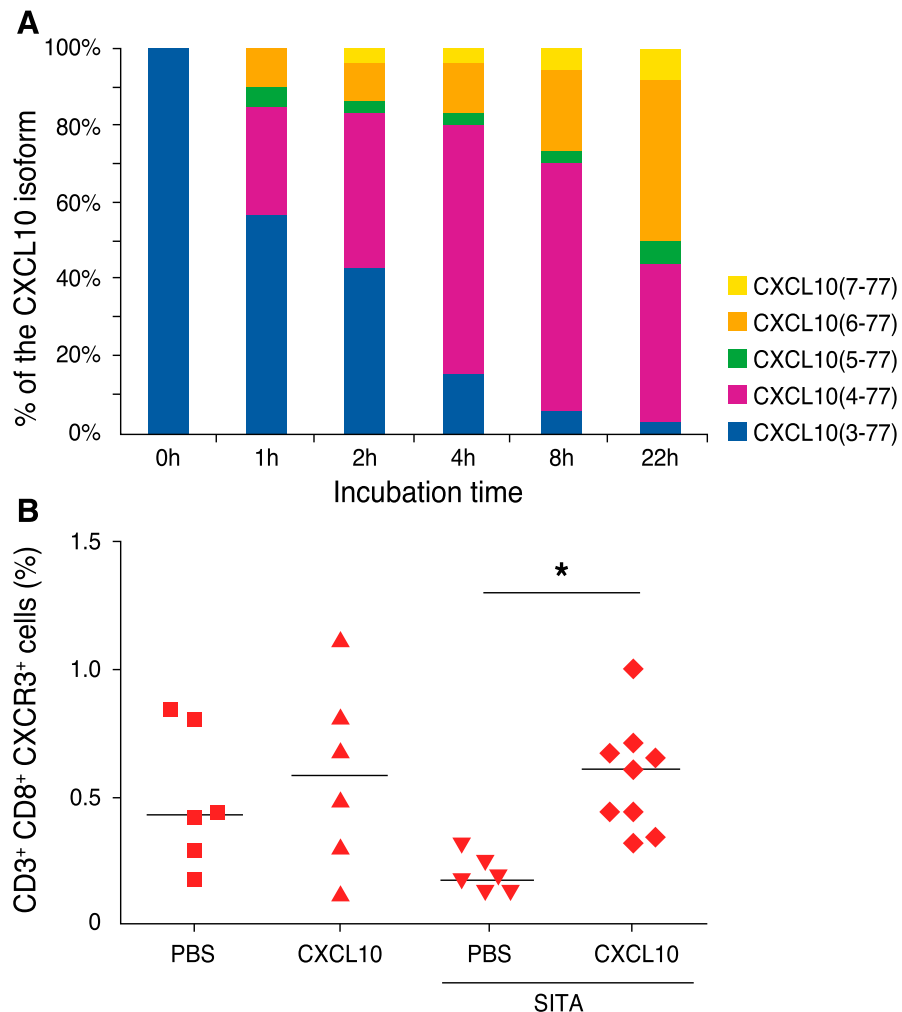 A
% of the CXCL10 isoform
100%
80%
60%
40%
20%
0%
0h 1h 2h 4h 8h 22h
Incubation time
CXCL10(7-77)
CXCL10(6-77)
CXCL10(5-77)
CXCL10(4-77)
CXCL10(3-77)
B
CD3⁺ CD8⁺ CXCR3⁺ cells (%)
1.5
1.0
0.5
0
*
PBS CXCL10 PBS CXCL10
SITA